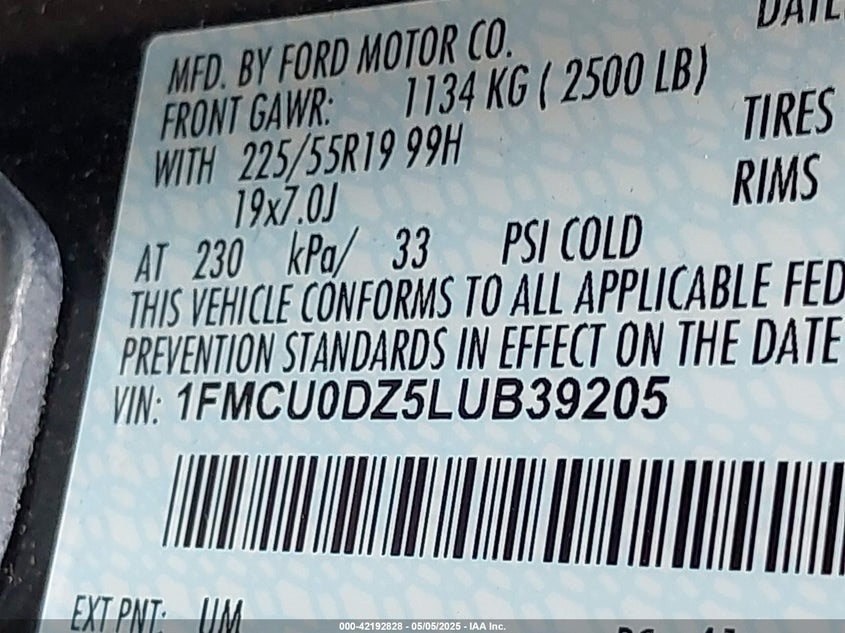 DATE
MFD. BY FORD MOTOR CO.
FRONT GAWR: 1134 KG ( 2500 LB)
WITH 225/55R19 99H TIRES
19x7.0J RIMS
AT 230 kPa/ 33 PSI COLD
THIS VEHICLE CONFORMS TO ALL APPLICABLE FED
PREVENTION STANDARDS IN EFFECT ON THE DATE
VIN: 1FMCU0DZ5LUB39205
EXT PNT: UM
000-42192828 - 05/05/2025 - IAA Inc.